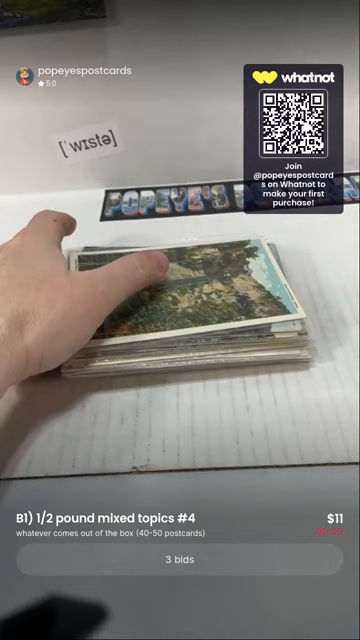 popeyespostcards
5.0
whatnot
Join
@popeyespostcard
s on Whatnot to
make your first
purchase!
['wɪstə]
POPEYE'S
B1) 1/2 pound mixed topics #4
$11
whatever comes out of the box (40-50 postcards)
3 bids